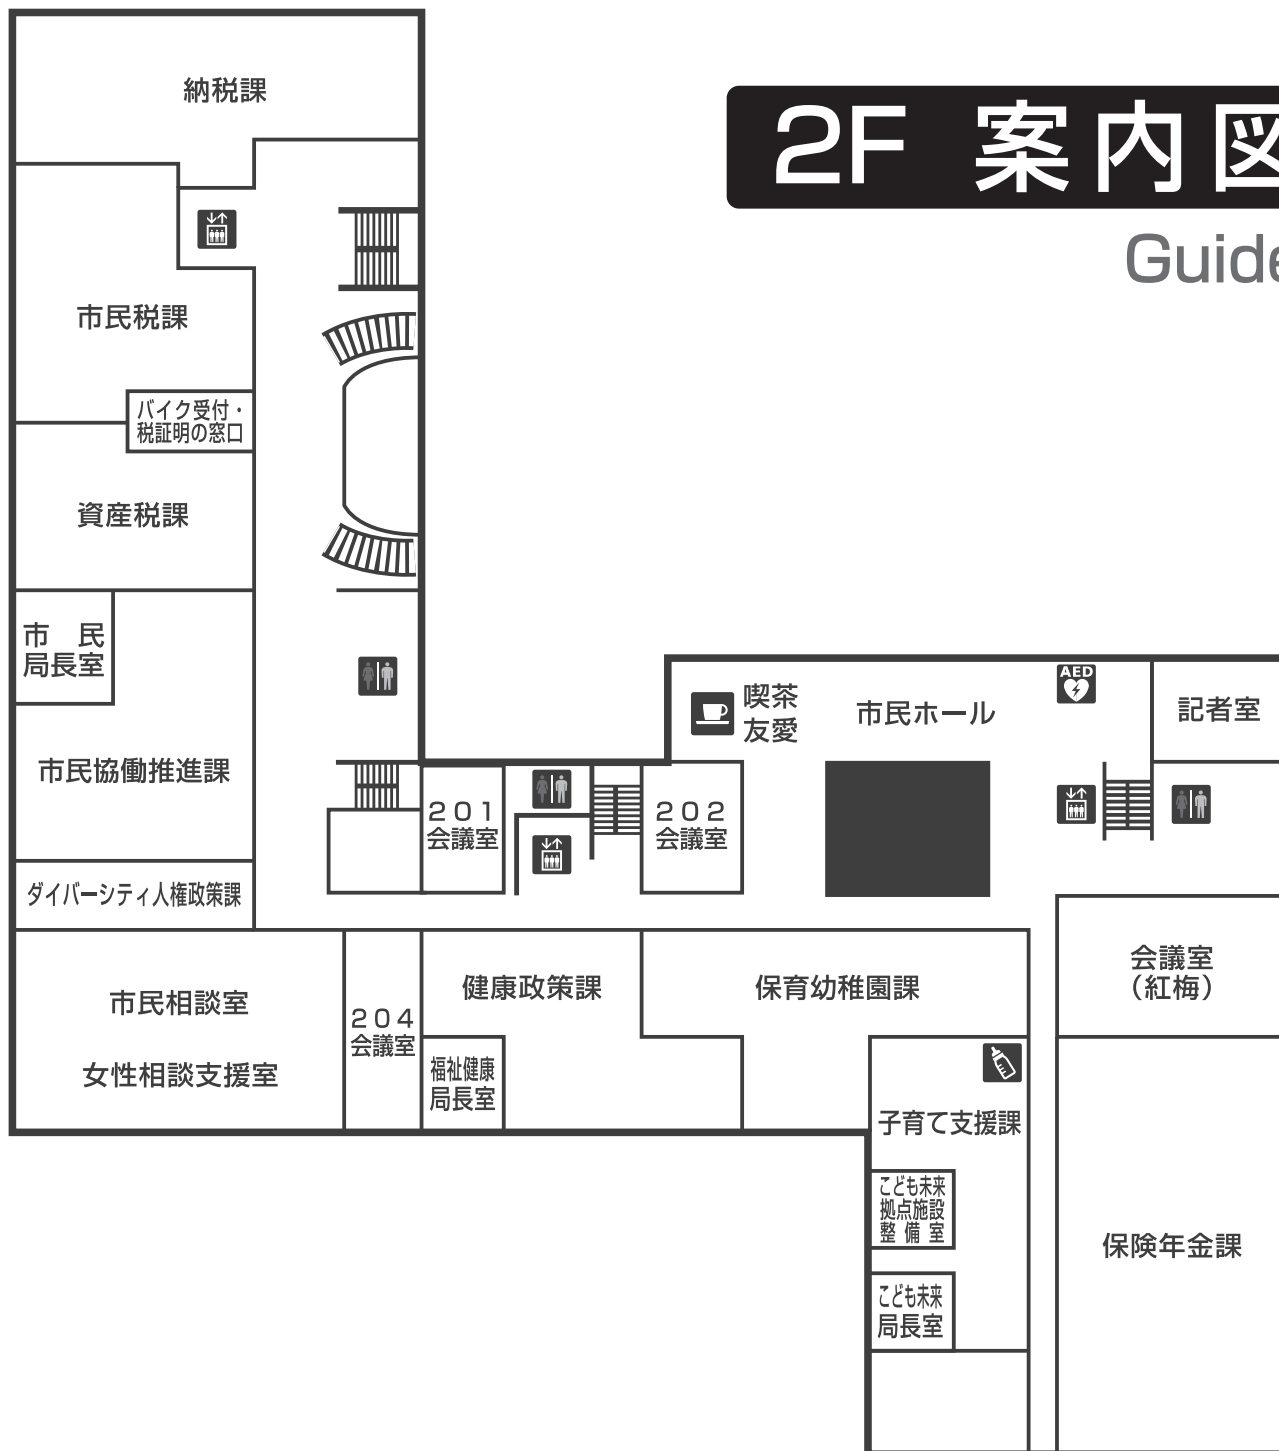 2F 案内図
Guide
納税課
市民税課
バイク受付・
税証明の窓口
資産税課
市　民
局長室
市民協働推進課
ダイバーシティ人権政策課
市民相談室
女性相談支援室
２０１
会議室
２０２
会議室
喫茶
友愛
市民ホール
AED
記者室
２０４
会議室
健康政策課
福祉健康
局長室
保育幼稚園課
子育て支援課
こども未来
拠点施設
整 備 室
こども未来
局長室
会議室
（紅梅）
保険年金課